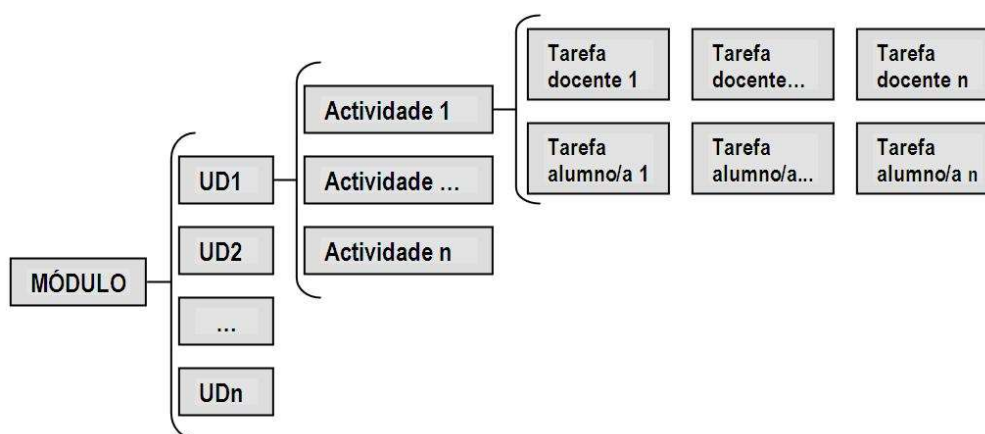 MÓDULO
UD1
UD2
...
UDn
Actividade 1
Actividade ...
Actividade n
Tarefa
docente 1
Tarefa
docente...
Tarefa
docente n
Tarefa
alumno/a 1
Tarefa
alumno/a...
Tarefa
alumno/a n